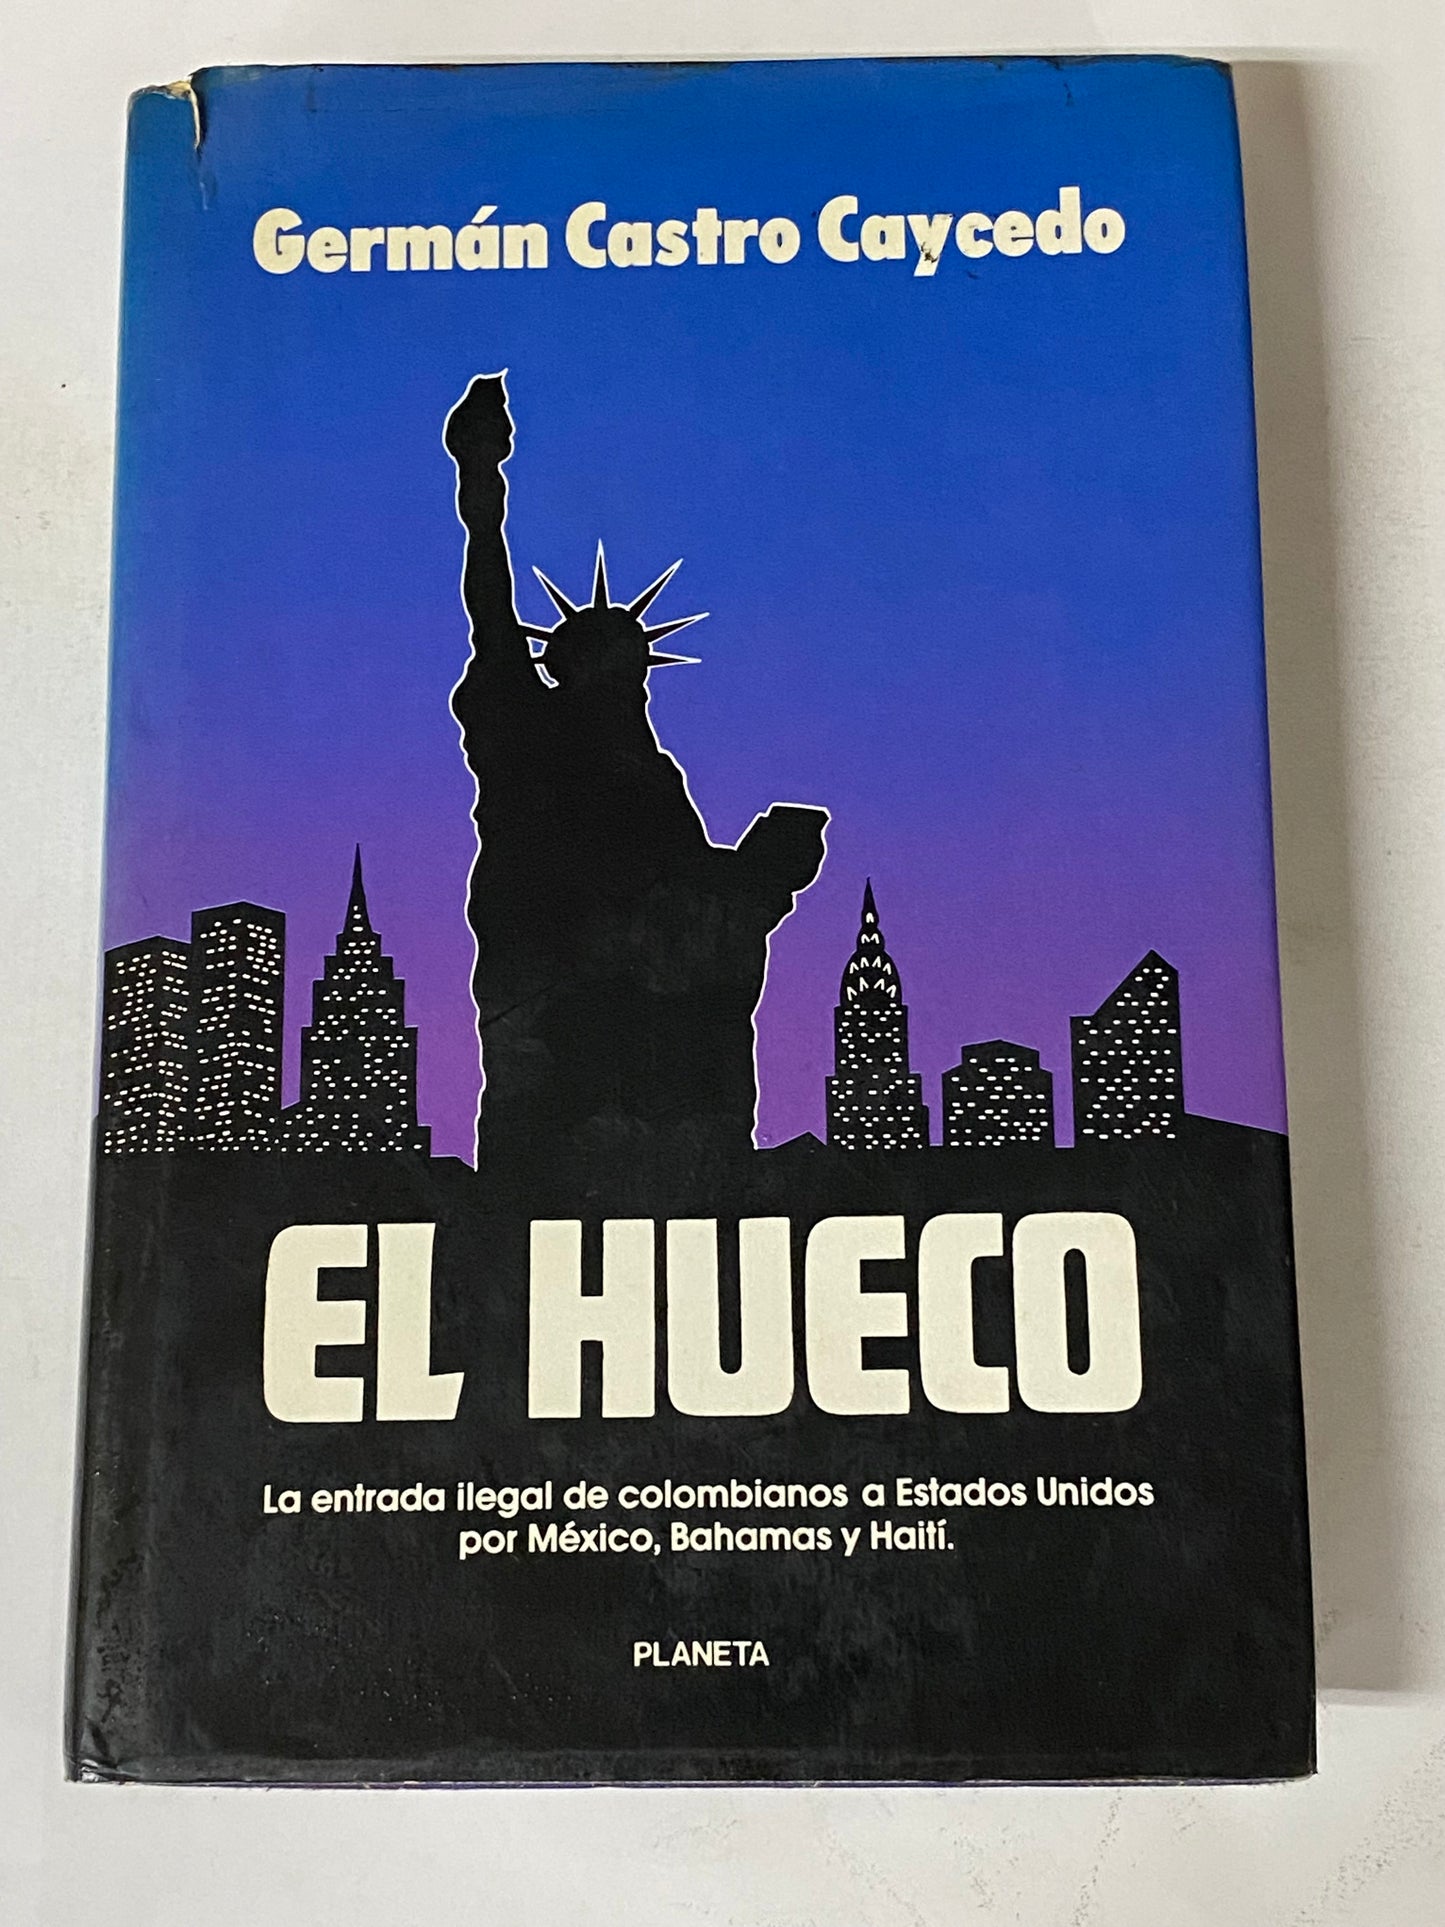 Germán Castro Caycedo
EL HUECO
La entrada ilegal de colombianos a Estados Unidos
por México, Bahamas y Haití.
PLANETA